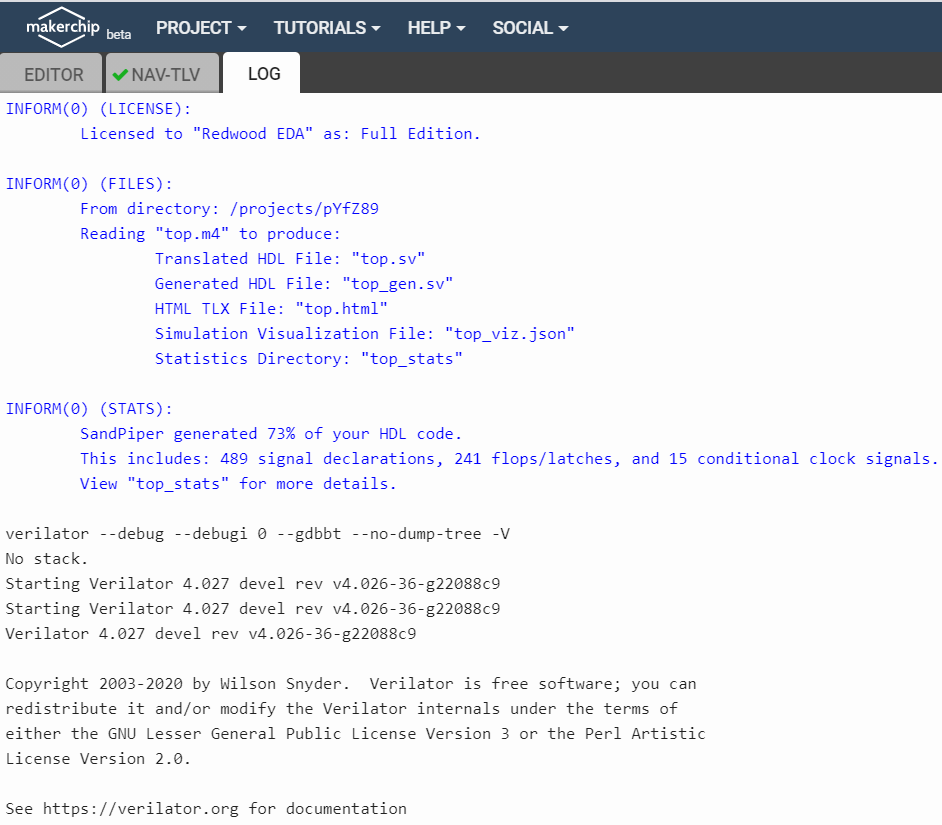 makerchip beta PROJECT TUTORIALS HELP SOCIAL
EDITOR NAV-TLV LOG
INFORM(0) (LICENSE):
Licensed to "Redwood EDA" as: Full Edition.
INFORM(0) (FILES):
From directory: /projects/pYfZ89
Reading "top.m4" to produce:
Translated HDL File: "top.sv"
Generated HDL File: "top_gen.sv"
HTML TLX File: "top.html"
Simulation Visualization File: "top_viz.json"
Statistics Directory: "top_stats"
INFORM(0) (STATS):
SandPiper generated 73% of your HDL code.
This includes: 489 signal declarations, 241 flops/latches, and 15 conditional clock signals.
View "top_stats" for more details.
verilator --debug --debugi 0 --gdbbt --no-dump-tree -V
No stack.
Starting Verilator 4.027 devel rev v4.026-36-g22088c9
Starting Verilator 4.027 devel rev v4.026-36-g22088c9
Verilator 4.027 devel rev v4.026-36-g22088c9
Copyright 2003-2020 by Wilson Snyder.  Verilator is free software; you can
redistribute it and/or modify the Verilator internals under the terms of
either the GNU Lesser General Public License Version 3 or the Perl Artistic
License Version 2.0.
See https://verilator.org for documentation